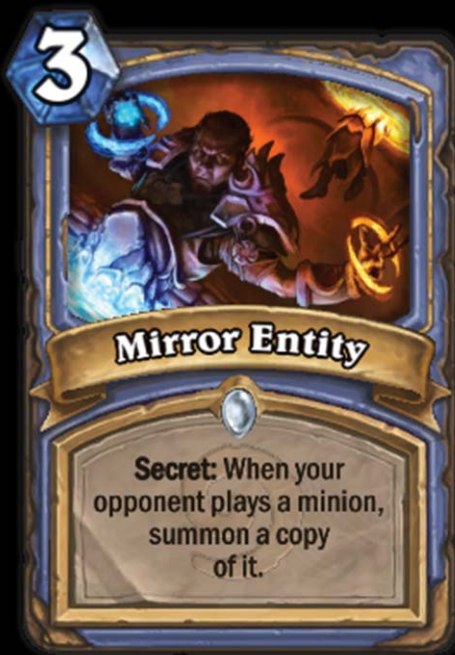 3
Mirror Entity
Secret: When your
opponent plays a minion,
summon a copy
of it.